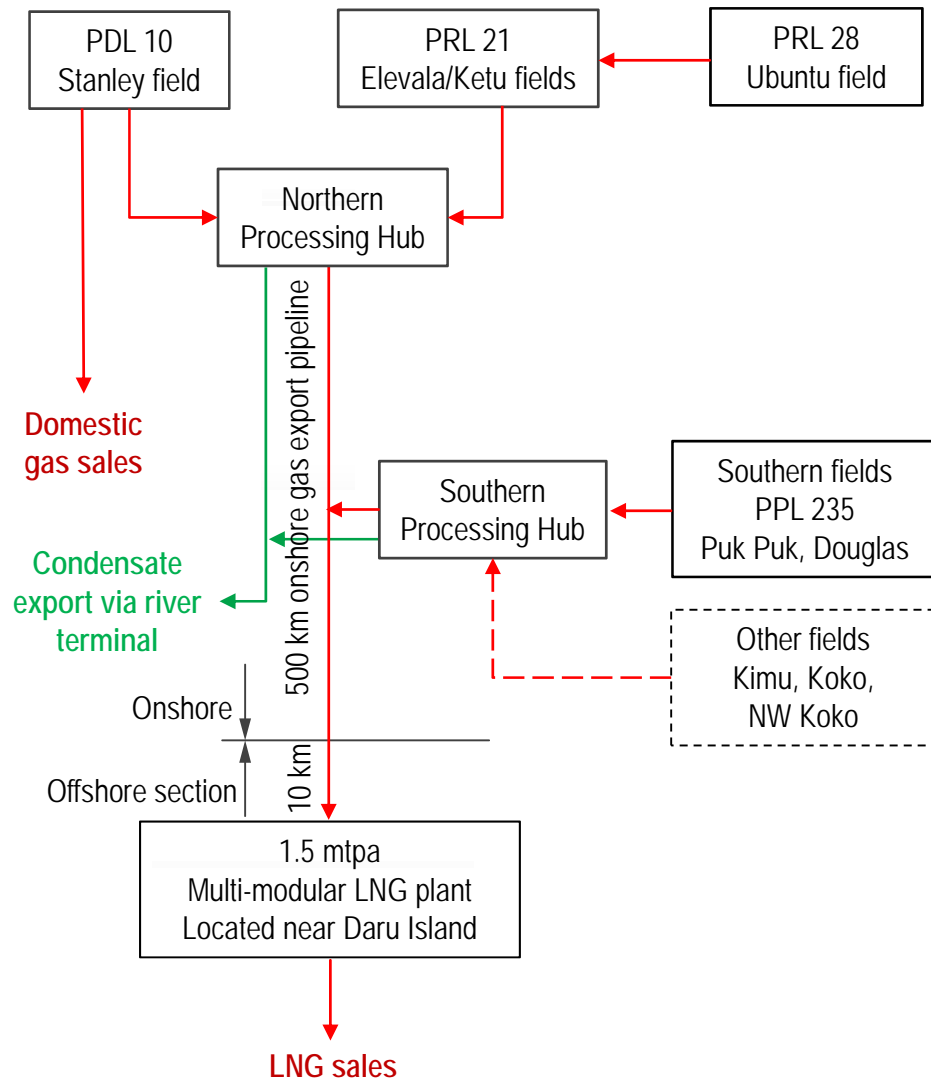 PDL 10
Stanley field
PRL 21
Elevala/Ketu fields
PRL 28
Ubuntu field
Northern
Processing Hub
500 km onshore gas export pipeline
Domestic
gas sales
Southern
Processing Hub
Southern fields
PPL 235
Puk Puk, Douglas
Condensate
export via river
terminal
Other fields
Kimu, Koko,
NW Koko
Onshore
Offshore section
10 km
1.5 mtpa
Multi-modular LNG plant
Located near Daru Island
LNG sales